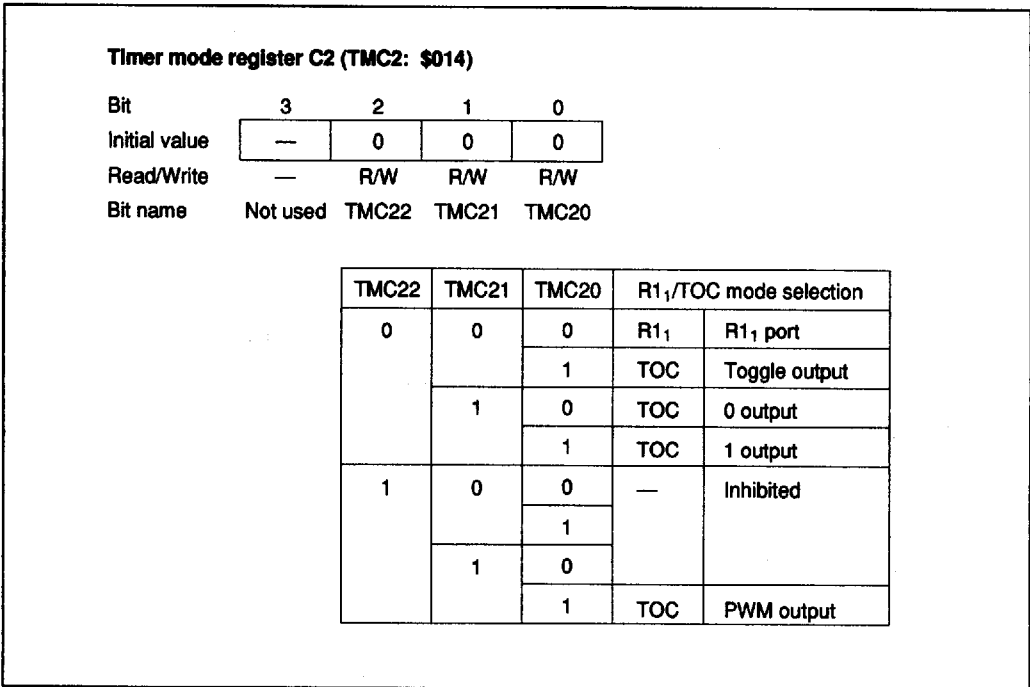 Timer mode register C2 (TMC2: $014)
Bit 3 2 1 0
Initial value — 0 0 0
Read/Write — R/W R/W R/W
Bit name Not used TMC22 TMC21 TMC20
TMC22 TMC21 TMC20 R1₁/TOC mode selection
0 0 0 R1₁ R1₁ port
1 TOC Toggle output
1 0 TOC 0 output
1 TOC 1 output
1 0 0 — Inhibited
1
1 0
1 TOC PWM output